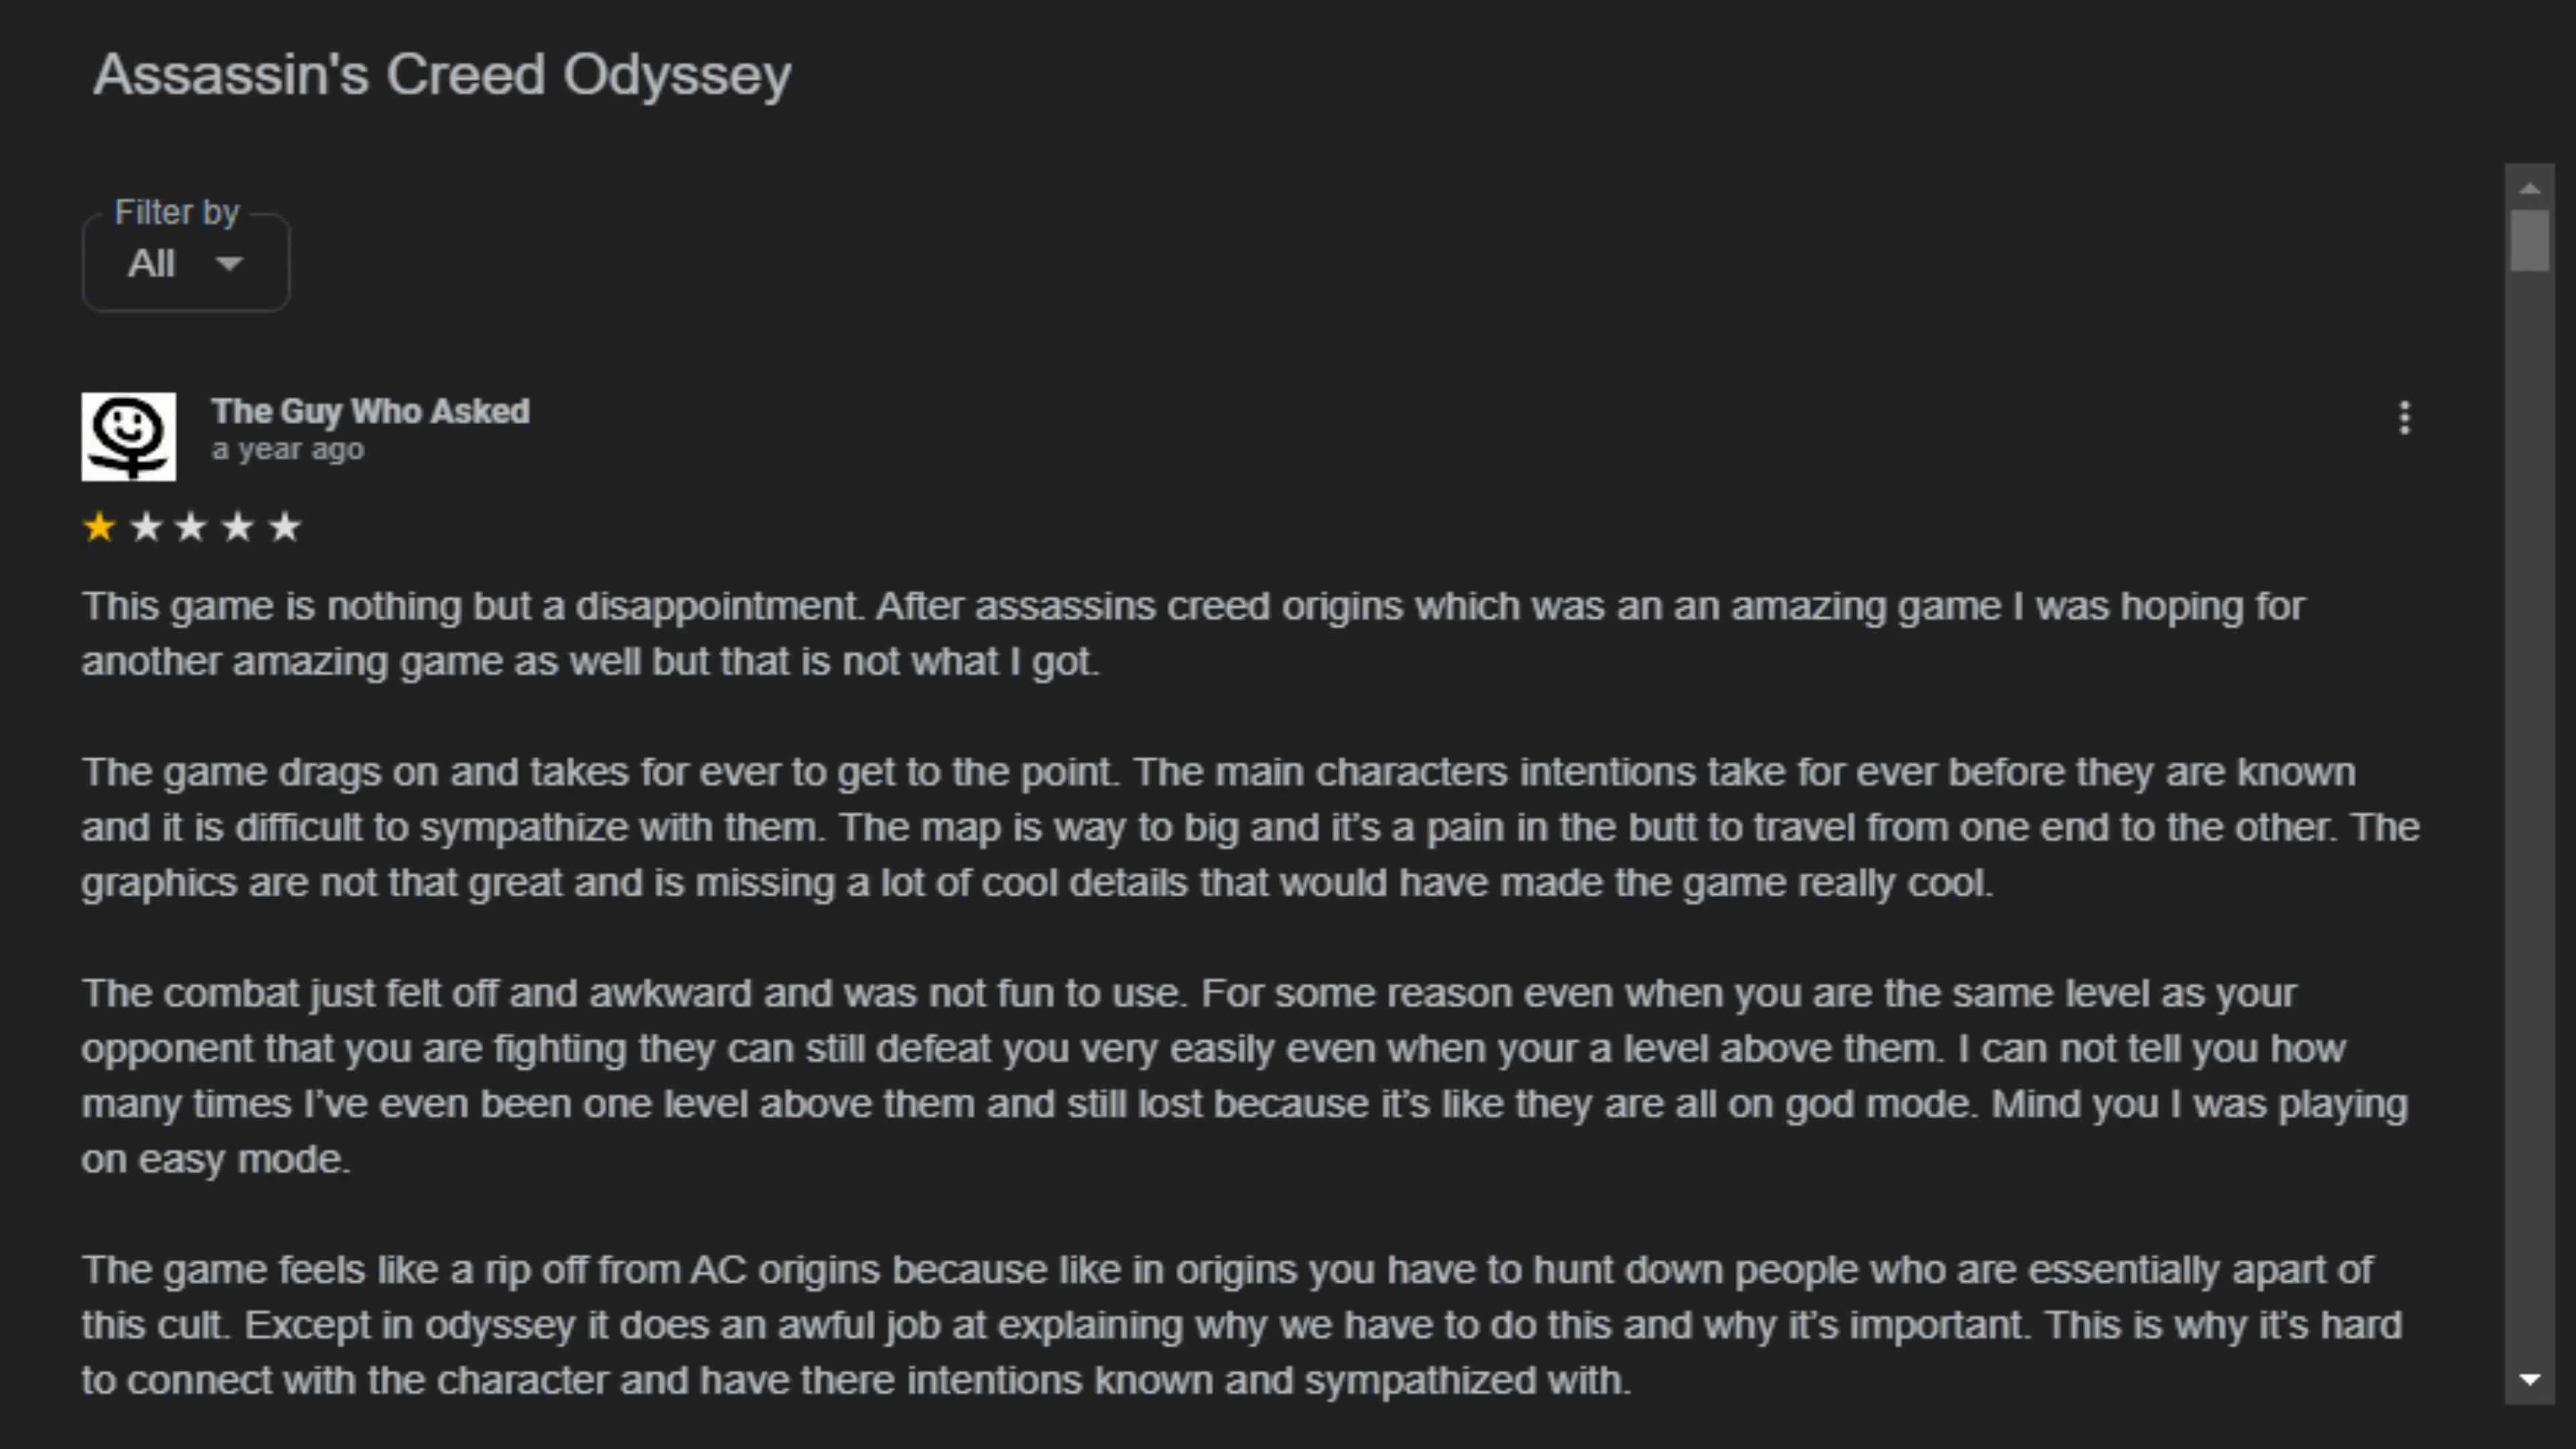 Assassin's Creed Odyssey
Filter by
All
The Guy Who Asked
a year ago
This game is nothing but a disappointment. After assassins creed origins which was an an amazing game I was hoping for
another amazing game as well but that is not what I got.
The game drags on and takes for ever to get to the point. The main characters intentions take for ever before they are known
and it is difficult to sympathize with them. The map is way to big and it’s a pain in the butt to travel from one end to the other. The
graphics are not that great and is missing a lot of cool details that would have made the game really cool.
The combat just felt off and awkward and was not fun to use. For some reason even when you are the same level as your
opponent that you are fighting they can still defeat you very easily even when your a level above them. I can not tell you how
many times I’ve even been one level above them and still lost because it’s like they are all on god mode. Mind you I was playing
on easy mode.
The game feels like a rip off from AC origins because like in origins you have to hunt down people who are essentially apart of
this cult. Except in odyssey it does an awful job at explaining why we have to do this and why it’s important. This is why it’s hard
to connect with the character and have there intentions known and sympathized with.